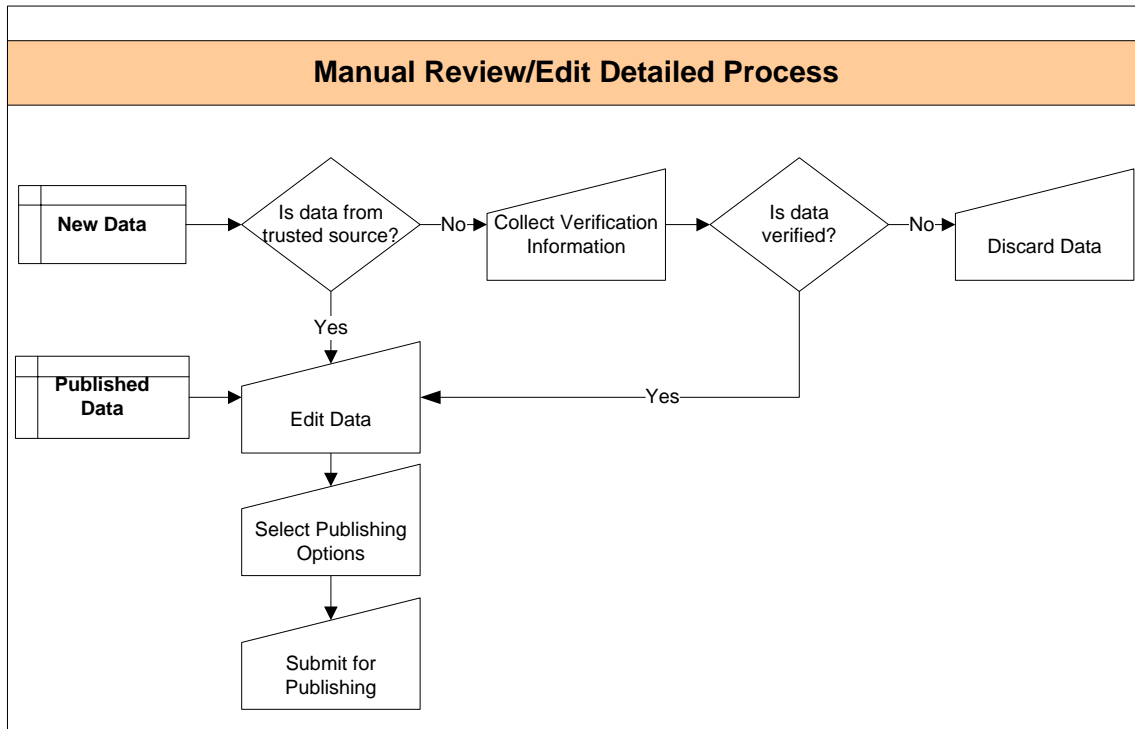 Manual Review/Edit Detailed Process
New Data
Is data from
trusted source?
No
Collect Verification
Information
Is data
verified?
No
Discard Data
Yes
Published
Data
Edit Data
Yes
Select Publishing
Options
Submit for
Publishing